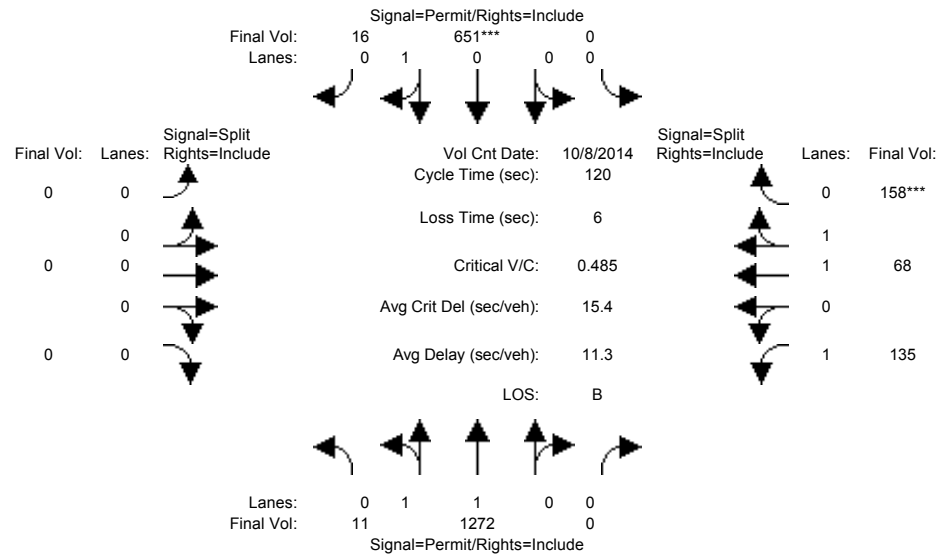 Signal=Permit/Rights=Include
Final Vol: 16 651*** 0
Lanes: 0 1 0 0 0
Signal=Split
Final Vol: Lanes: Rights=Include
Vol Cnt Date: 10/8/2014
Signal=Split
Rights=Include Lanes: Final Vol:
Cycle Time (sec): 120
0 0
0 158***
Loss Time (sec): 6
0
1
0 0
Critical V/C: 0.485
1 68
0
Avg Crit Del (sec/veh): 15.4
0
0 0
Avg Delay (sec/veh): 11.3
1 135
LOS: B
Lanes: 0 1 1 0 0
Final Vol: 11 1272 0
Signal=Permit/Rights=Include